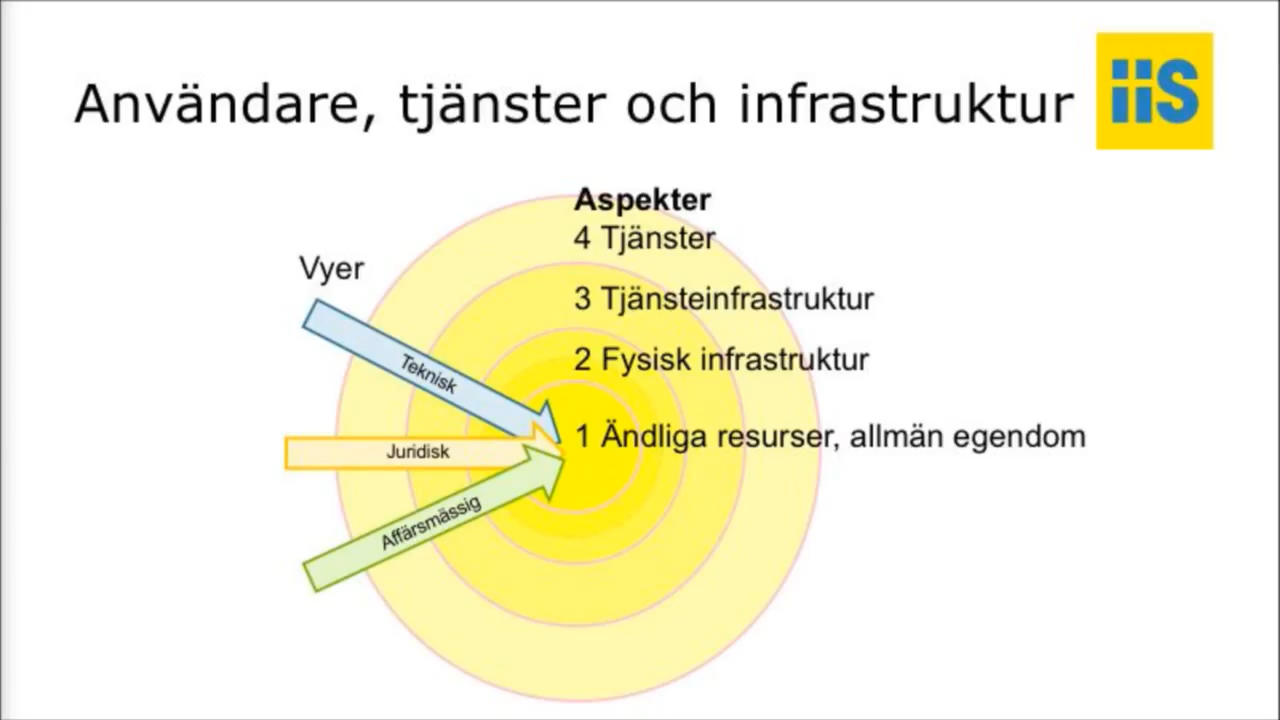 Användare, tjänster och infrastruktur
iis
Aspekter
4 Tjänster
Vyer
3 Tjänsteinfrastruktur
2 Fysisk infrastruktur
Teknisk
1 Ändliga resurser, allmän egendom
Juridisk
Affärsmässig